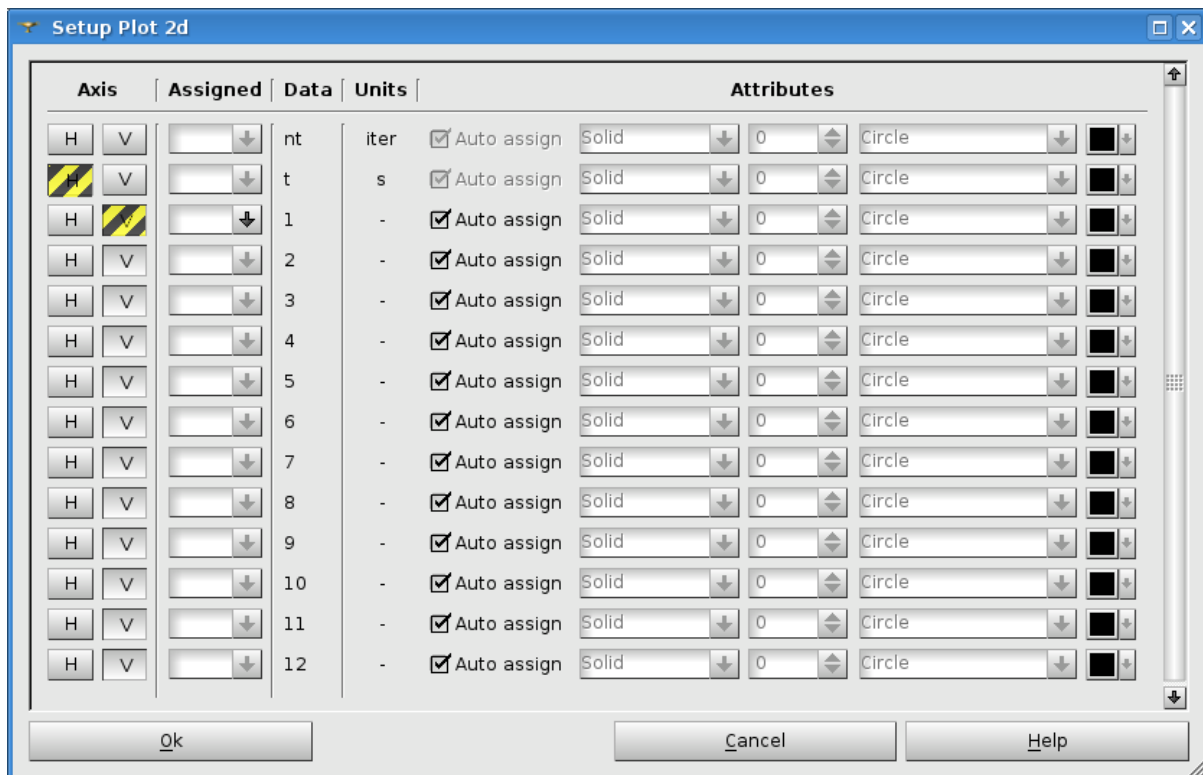 Setup Plot 2d
Axis Assigned Data Units Attributes
H V nt iter Auto assign Solid 0 Circle
H V t s Auto assign Solid 0 Circle
H V 1 - Auto assign Solid 0 Circle
H V 2 - Auto assign Solid 0 Circle
H V 3 - Auto assign Solid 0 Circle
H V 4 - Auto assign Solid 0 Circle
H V 5 - Auto assign Solid 0 Circle
H V 6 - Auto assign Solid 0 Circle
H V 7 - Auto assign Solid 0 Circle
H V 8 - Auto assign Solid 0 Circle
H V 9 - Auto assign Solid 0 Circle
H V 10 - Auto assign Solid 0 Circle
H V 11 - Auto assign Solid 0 Circle
H V 12 - Auto assign Solid 0 Circle
Ok Cancel Help